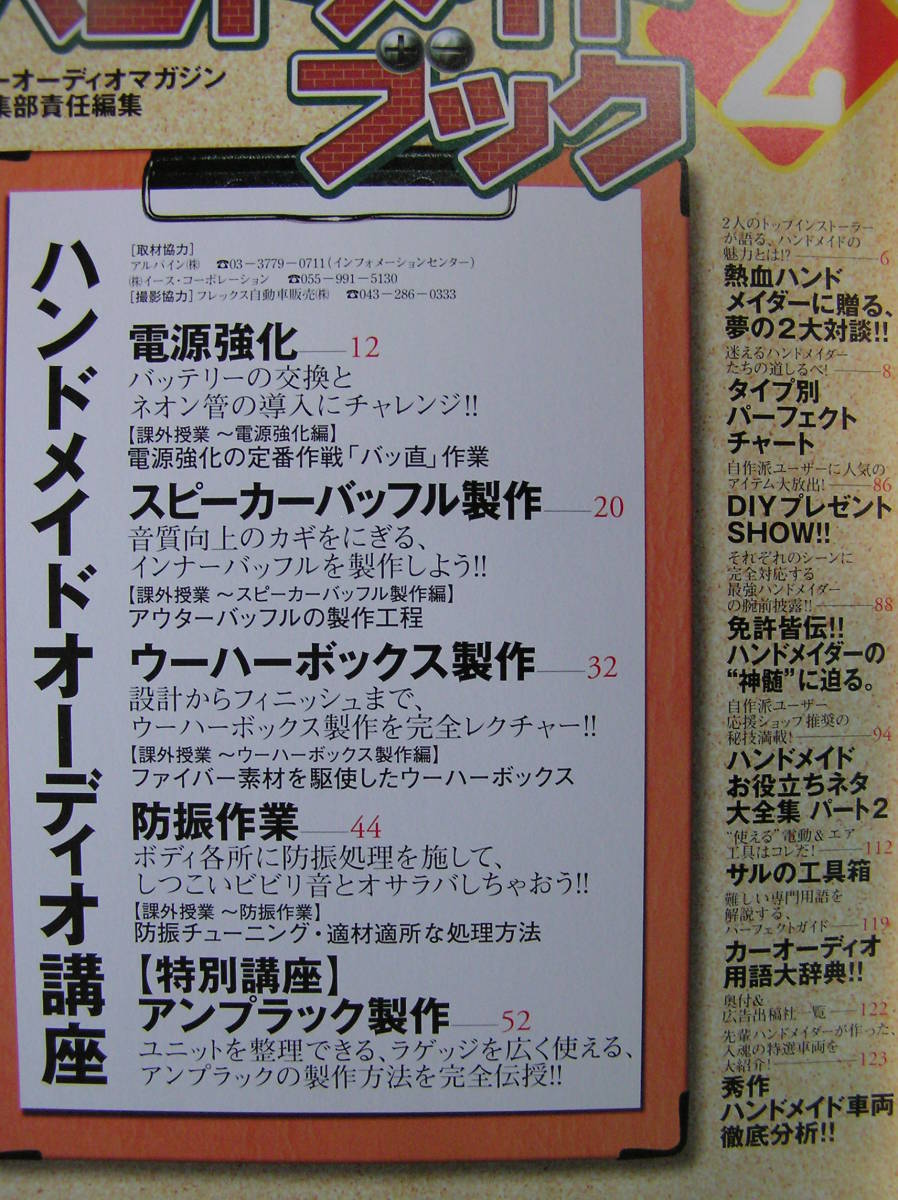 ブック
2
ーオーディオマガジン
集部責任編集
ハンドメイドオーディオ講座
[取材協力]
アルパイン㈱ ☎03－3779－0711(インフォメーションセンター)
㈱イース・コーポレーション ☎055－991－5130
[撮影協力]フレックス自動車販売㈱ ☎043－286－0333
電源強化——12
バッテリーの交換と
ネオン管の導入にチャレンジ!!
【課外授業 〜電源強化編】
電源強化の定番作戦「バッ直」作業
スピーカーバッフル製作——20
音質向上のカギをにぎる、
インナーバッフルを製作しよう!!
【課外授業 〜スピーカーバッフル製作編】
アウターバッフルの製作工程
ウーハーボックス製作——32
設計からフィニッシュまで、
ウーハーボックス製作を完全レクチャー!!
【課外授業 〜ウーハーボックス製作編】
ファイバー素材を駆使したウーハーボックス
防振作業——44
ボディ各所に防振処理を施して、
しつこいビビリ音とオサラバしちゃおう!!
【課外授業 〜防振作業】
防振チューニング・適材適所な処理方法
【特別講座】
アンプラック製作——52
ユニットを整理できる、ラゲッジを広く使える、
アンプラックの製作方法を完全伝授!!
2人のトップインストーラー
が語る、ハンドメイドの
魅力とは!?——6
熱血ハンド
メイダーに贈る、
夢の2大対談!!
迷えるハンドメイダー
たちの道しるべ!——8
タイプ別
パーフェクト
チャート
自作派ユーザーに人気の
アイテム大放出!——86
DIYプレゼント
SHOW!!
それぞれのシーンに
完全対応する
最強ハンドメイダー
の腕前披露!!——88
免許皆伝!!
ハンドメイダーの
“神髄”に迫る。
自作派ユーザー
応援ショップ推奨の
秘技満載!——94
ハンドメイド
お役立ちネタ
大全集 パート2
“使える”電動＆エア
工具はコレだ!——112
サルの工具箱
難しい専門用語を
解説する、
パーフェクトガイド——119
カーオーディオ
用語大辞典!!
奥付＆
広告出稿社一覧——122
先輩ハンドメイダーが作った、
入魂の特選車両を
大紹介!——123
秀作
ハンドメイド車両
徹底分析!!